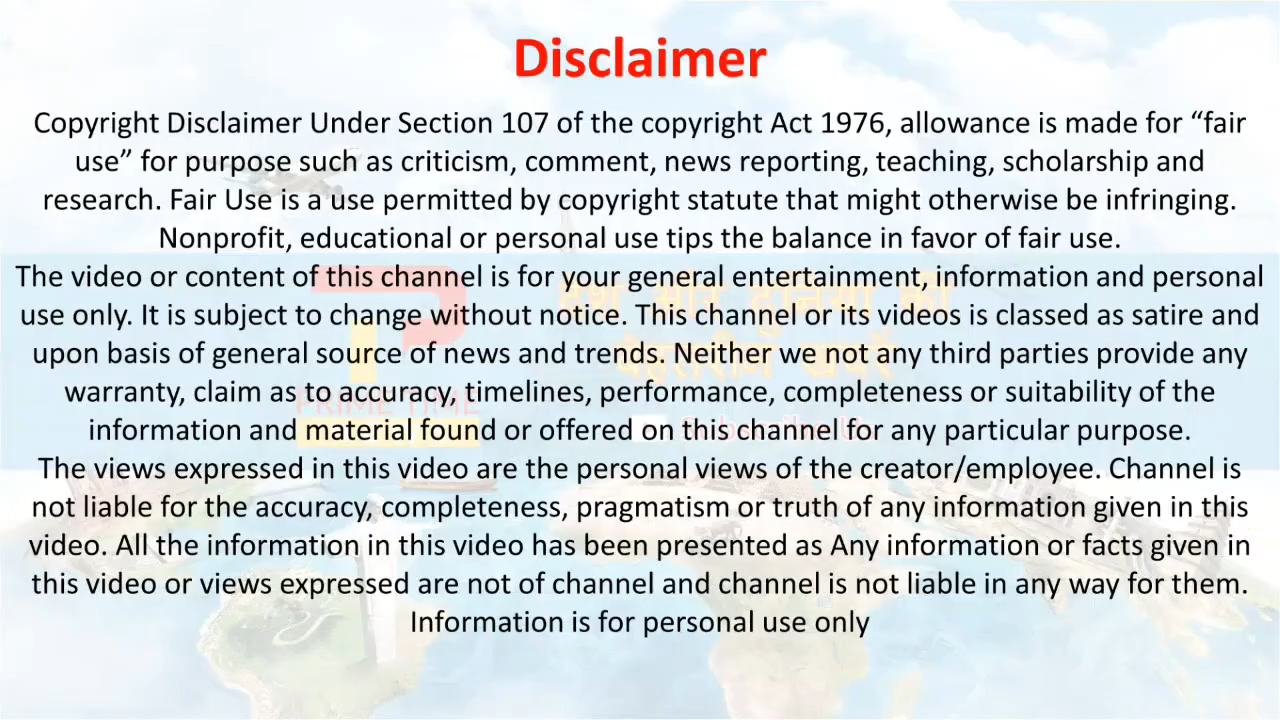 Disclaimer
Copyright Disclaimer Under Section 107 of the copyright Act 1976, allowance is made for “fair
use” for purpose such as criticism, comment, news reporting, teaching, scholarship and
research. Fair Use is a use permitted by copyright statute that might otherwise be infringing.
Nonprofit, educational or personal use tips the balance in favor of fair use.
The video or content of this channel is for your general entertainment, information and personal
use only. It is subject to change without notice. This channel or its videos is classed as satire and
upon basis of general source of news and trends. Neither we not any third parties provide any
warranty, claim as to accuracy, timelines, performance, completeness or suitability of the
information and material found or offered on this channel for any particular purpose.
The views expressed in this video are the personal views of the creator/employee. Channel is
not liable for the accuracy, completeness, pragmatism or truth of any information given in this
video. All the information in this video has been presented as Any information or facts given in
this video or views expressed are not of channel and channel is not liable in any way for them.
Information is for personal use only
देश और दुनिया की
बेहतरीन खबरें
PRIME TIME